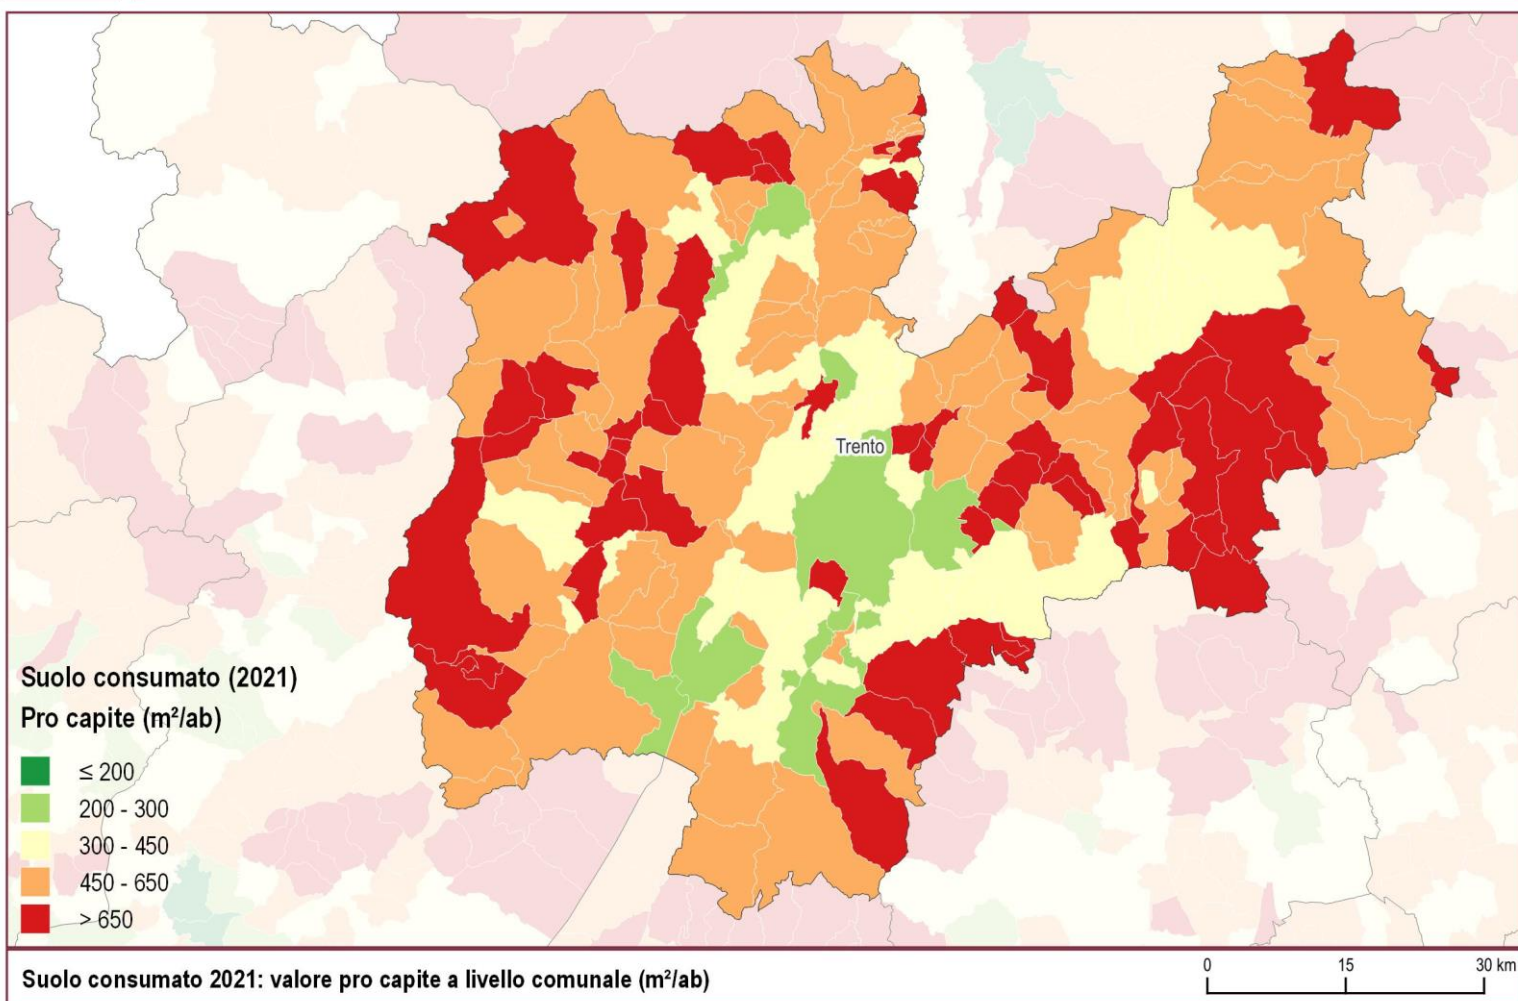 Trento
Suolo consumato (2021)
Pro capite (m²/ab)
≤ 200
200 - 300
300 - 450
450 - 650
> 650
Suolo consumato 2021: valore pro capite a livello comunale (m²/ab)
0 15 30 km